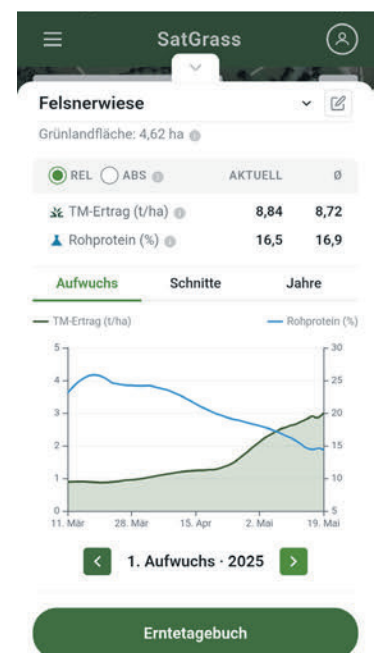 SatGrass
Felsnerwiese
Grünlandfläche: 4,62 ha
REL ABS AKTUELL Ø
TM-Ertrag (t/ha) 8,84 8,72
Rohprotein (%) 16,5 16,9
Aufwuchs Schnitte Jahre
TM-Ertrag (t/ha) Rohprotein (%)
5 30
4 25
3 20
2 15
1 10
0 5
11. Mär 28. Mär 15. Apr 2. Mai 19. Mai
1. Aufwuchs · 2025
Erntetagebuch